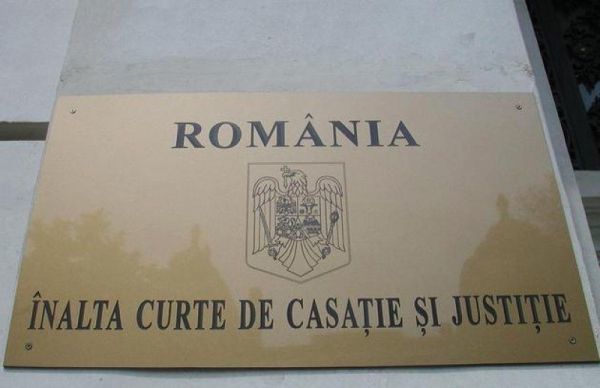 ROMÂNIA
ÎNALTA CURTE DE CASAȚIE ȘI JUSTIȚIE